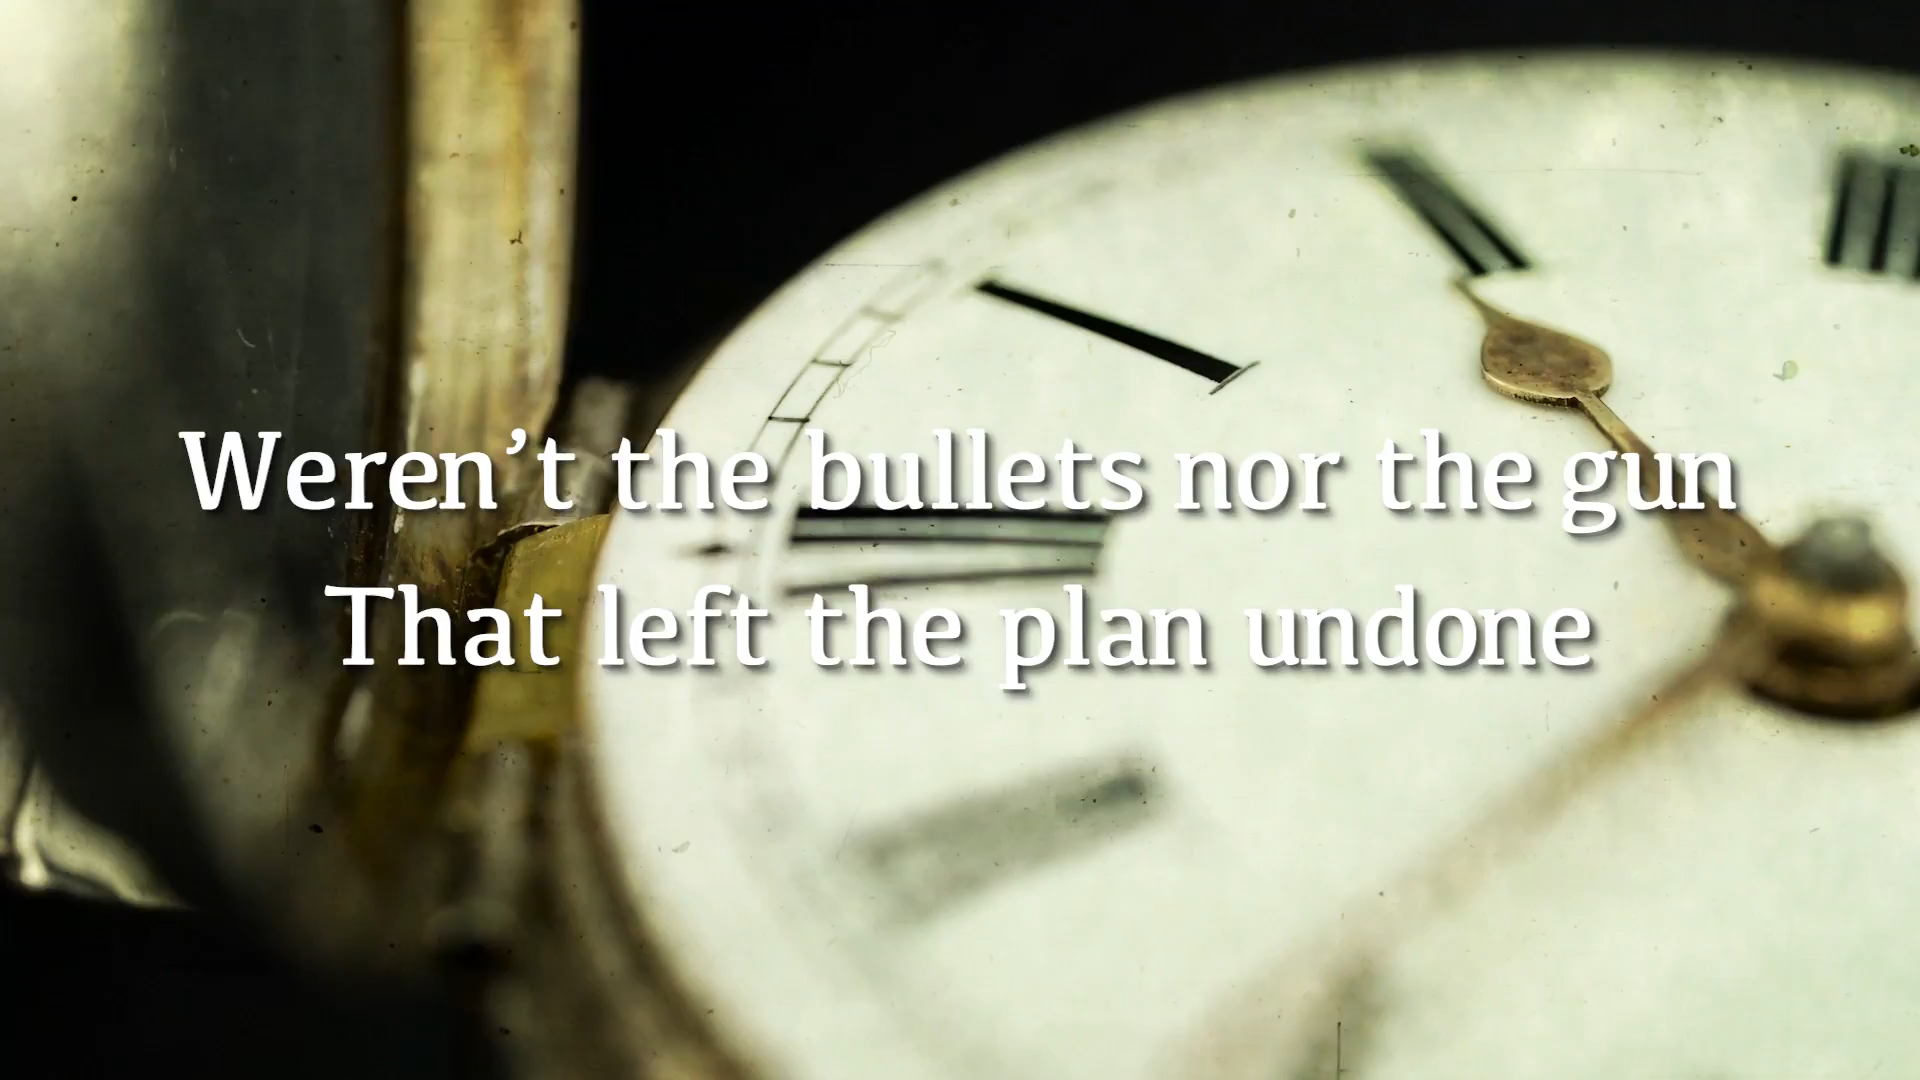 Weren’t the bullets nor the gun
That left the plan undone